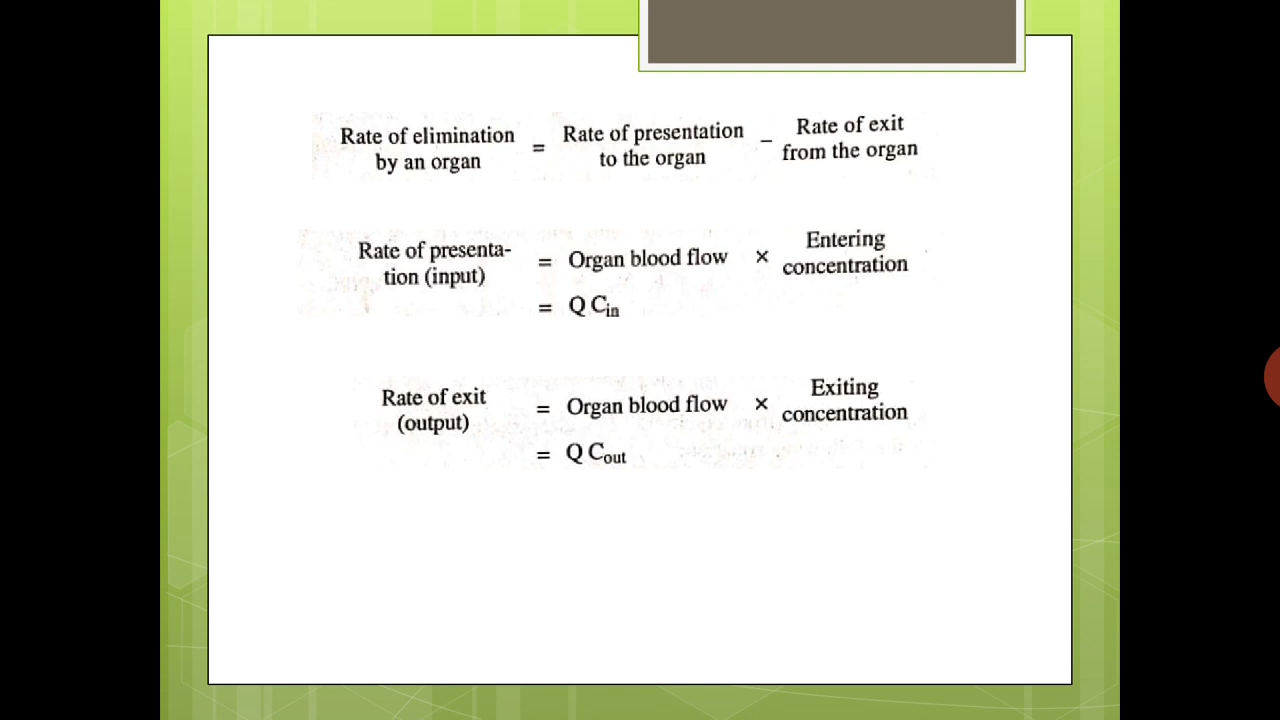 Rate of elimination by an organ = Rate of presentation to the organ − Rate of exit from the organ
Rate of presenta-tion (input) = Organ blood flow × Entering concentration
= Q Cin
Rate of exit (output) = Organ blood flow × Exiting concentration
= Q Cout